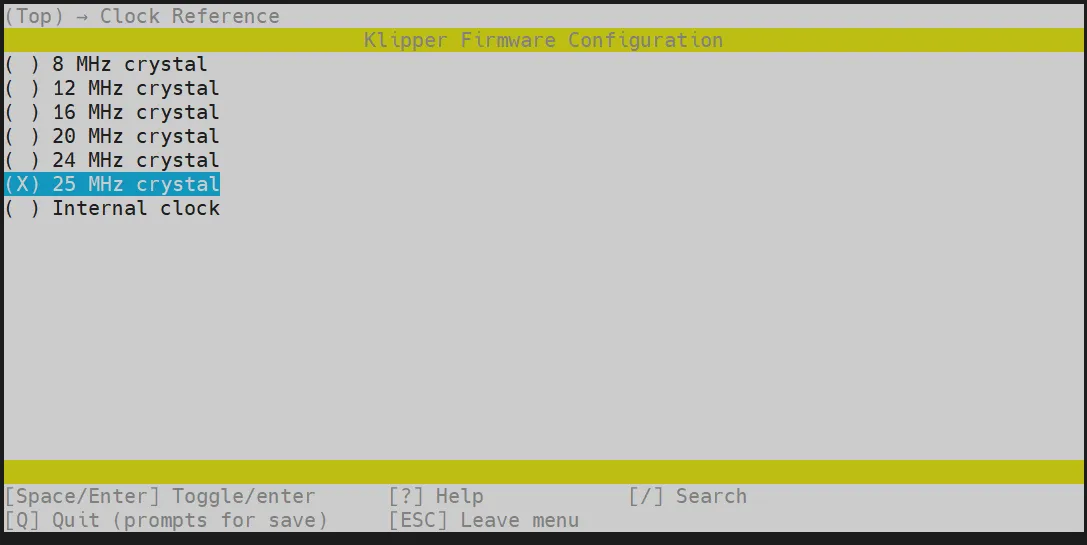 (Top) → Clock Reference
Klipper Firmware Configuration
( ) 8 MHz crystal
( ) 12 MHz crystal
( ) 16 MHz crystal
( ) 20 MHz crystal
( ) 24 MHz crystal
(X) 25 MHz crystal
( ) Internal clock
[Space/Enter] Toggle/enter [?] Help [/] Search
[Q] Quit (prompts for save) [ESC] Leave menu